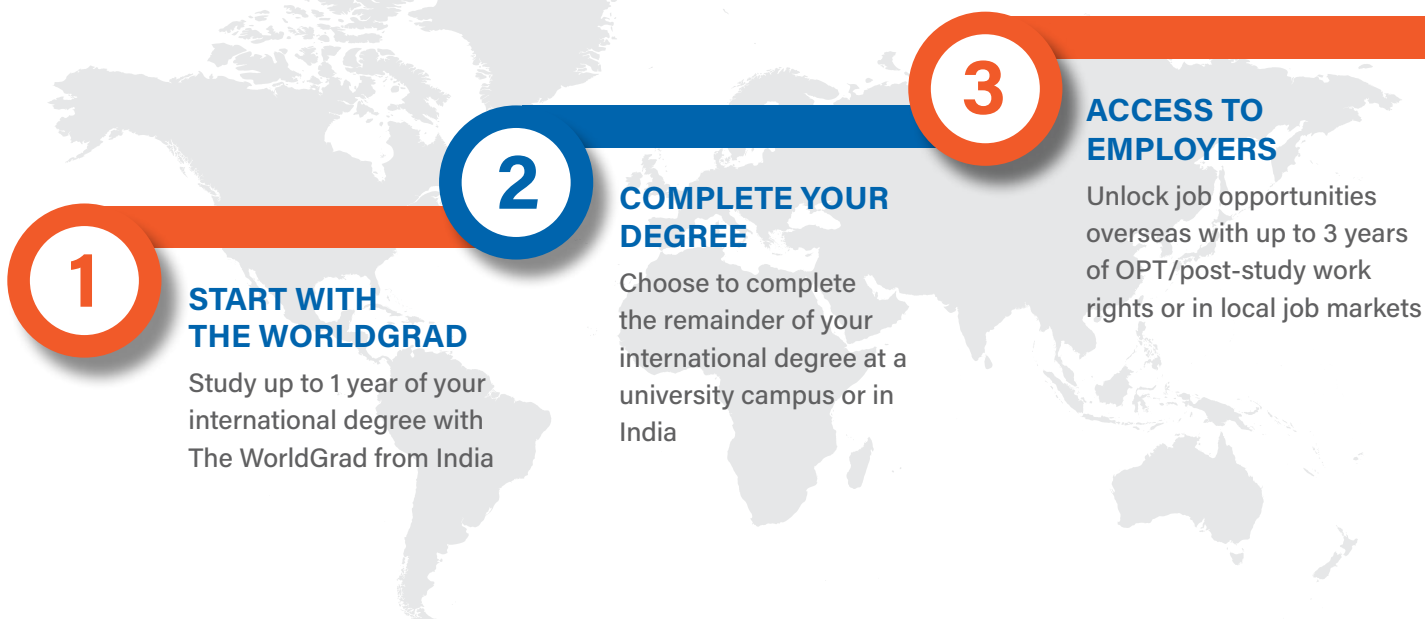 1
START WITH
THE WORLDGRAD
Study up to 1 year of your
international degree with
The WorldGrad from India
2
COMPLETE YOUR
DEGREE
Choose to complete
the remainder of your
international degree at a
university campus or in
India
3
ACCESS TO
EMPLOYERS
Unlock job opportunities
overseas with up to 3 years
of OPT/post-study work
rights or in local job markets